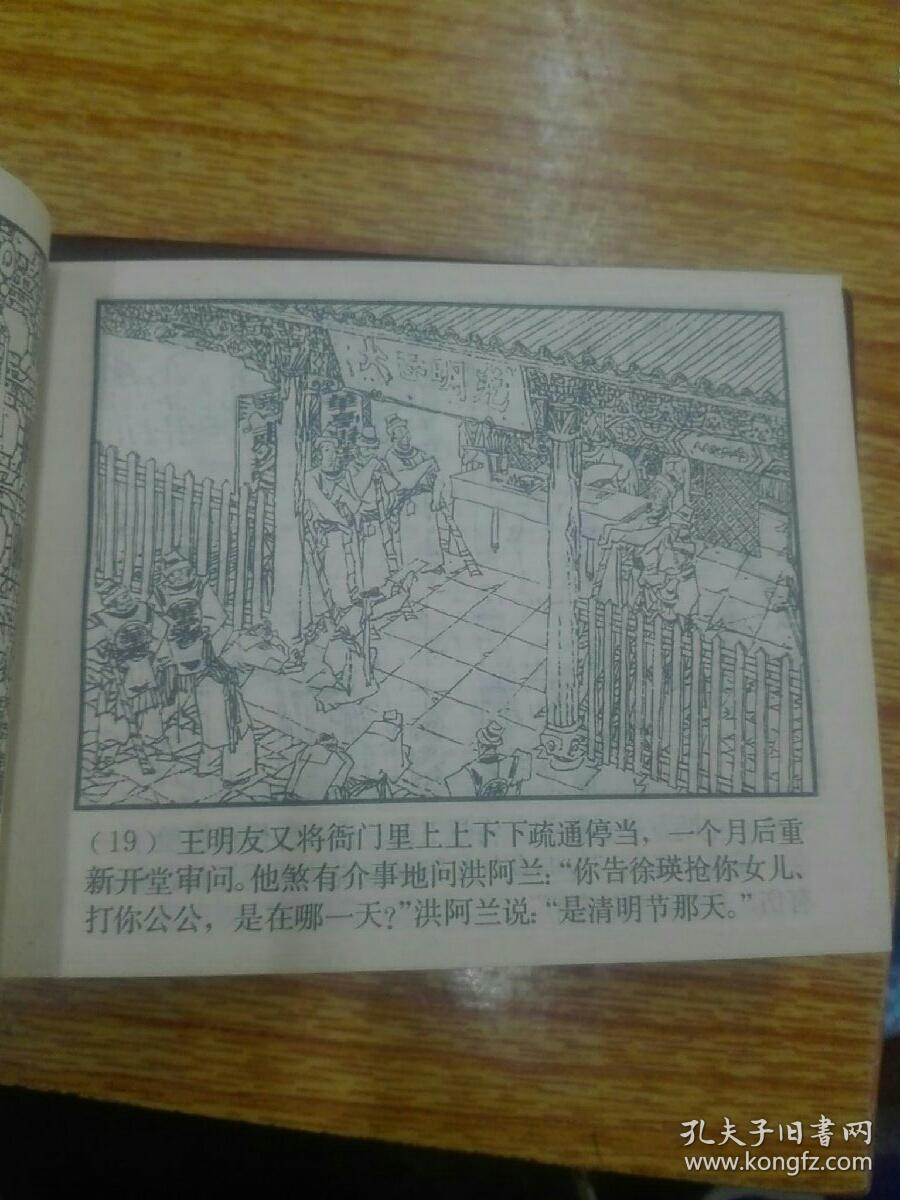 (19) 王明友又将衙门里上上下下疏通停当，一个月后重
新开堂审问。他煞有介事地问洪阿兰：“你告徐瑛抢你女儿、
打你公公，是在哪一天？”洪阿兰说：“是清明节那天。”
孔夫子旧书网
www.kongfz.com